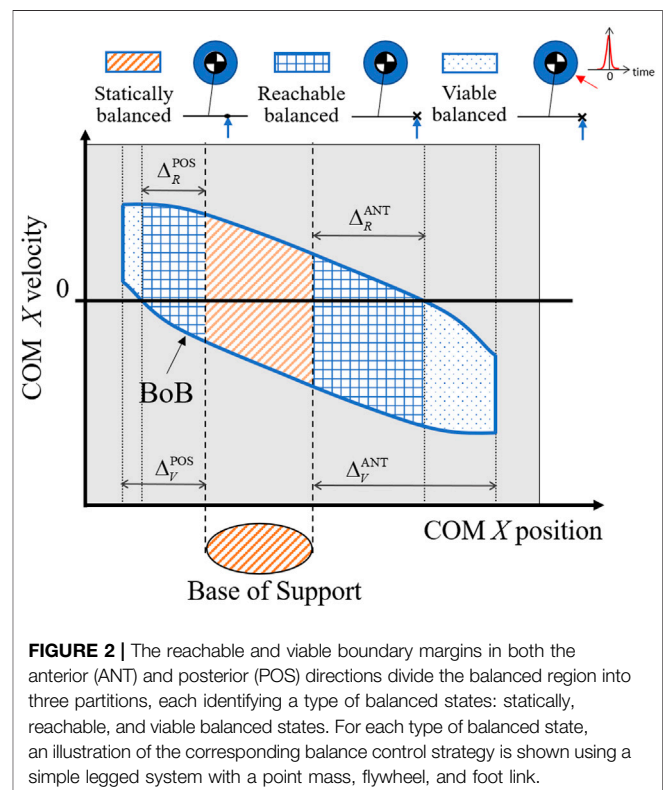 Statically balanced
Reachable balanced
Viable balanced
time
0
Δ_R^POS
Δ_R^ANT
COM X velocity
0
BoB
Δ_V^POS
Δ_V^ANT
COM X position
Base of Support
FIGURE 2 | The reachable and viable boundary margins in both the
anterior (ANT) and posterior (POS) directions divide the balanced region into
three partitions, each identifying a type of balanced states: statically,
reachable, and viable balanced states. For each type of balanced state,
an illustration of the corresponding balance control strategy is shown using a
simple legged system with a point mass, flywheel, and foot link.